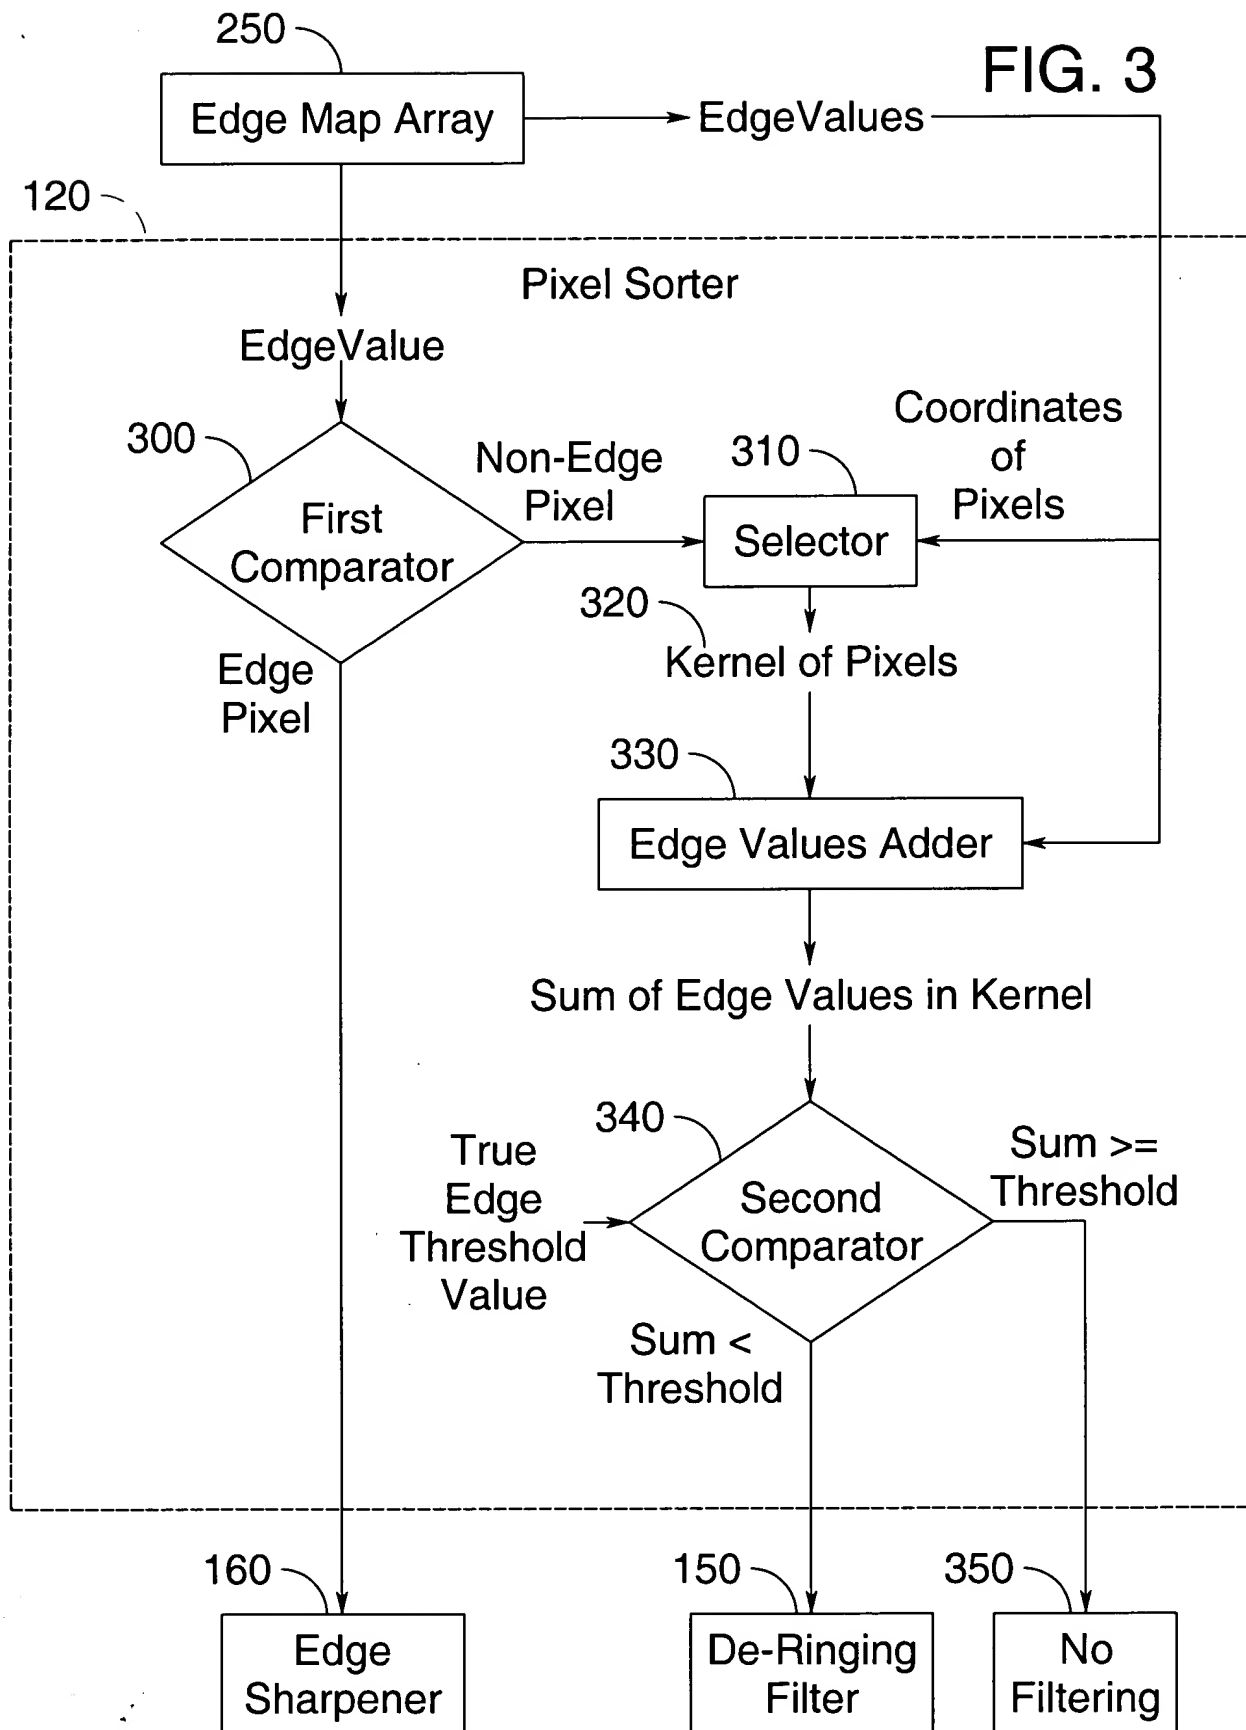 250
FIG. 3
Edge Map Array
EdgeValues
120
Pixel Sorter
EdgeValue
300
Non-Edge
Pixel
310
Coordinates
of
Pixels
First
Comparator
Selector
320
Kernel of Pixels
Edge
Pixel
330
Edge Values Adder
Sum of Edge Values in Kernel
340
True
Edge
Threshold
Value
Second
Comparator
Sum >=
Threshold
Sum <
Threshold
160
150
350
Edge
Sharpener
De-Ringing
Filter
No
Filtering